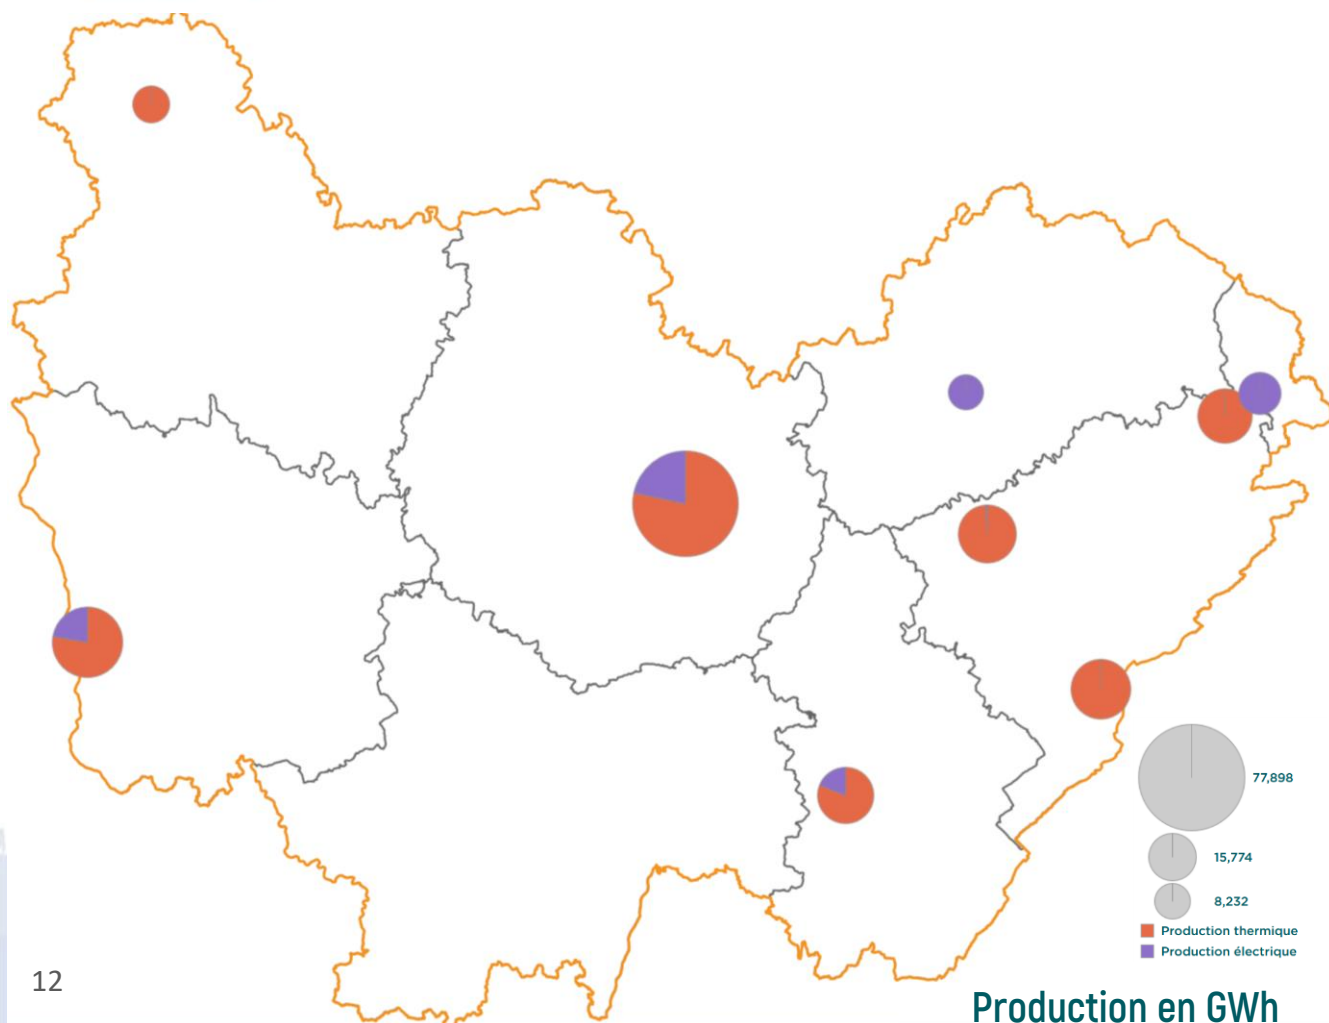 77,898
15,774
8,232
Production thermique
Production électrique
12
Production en GWh